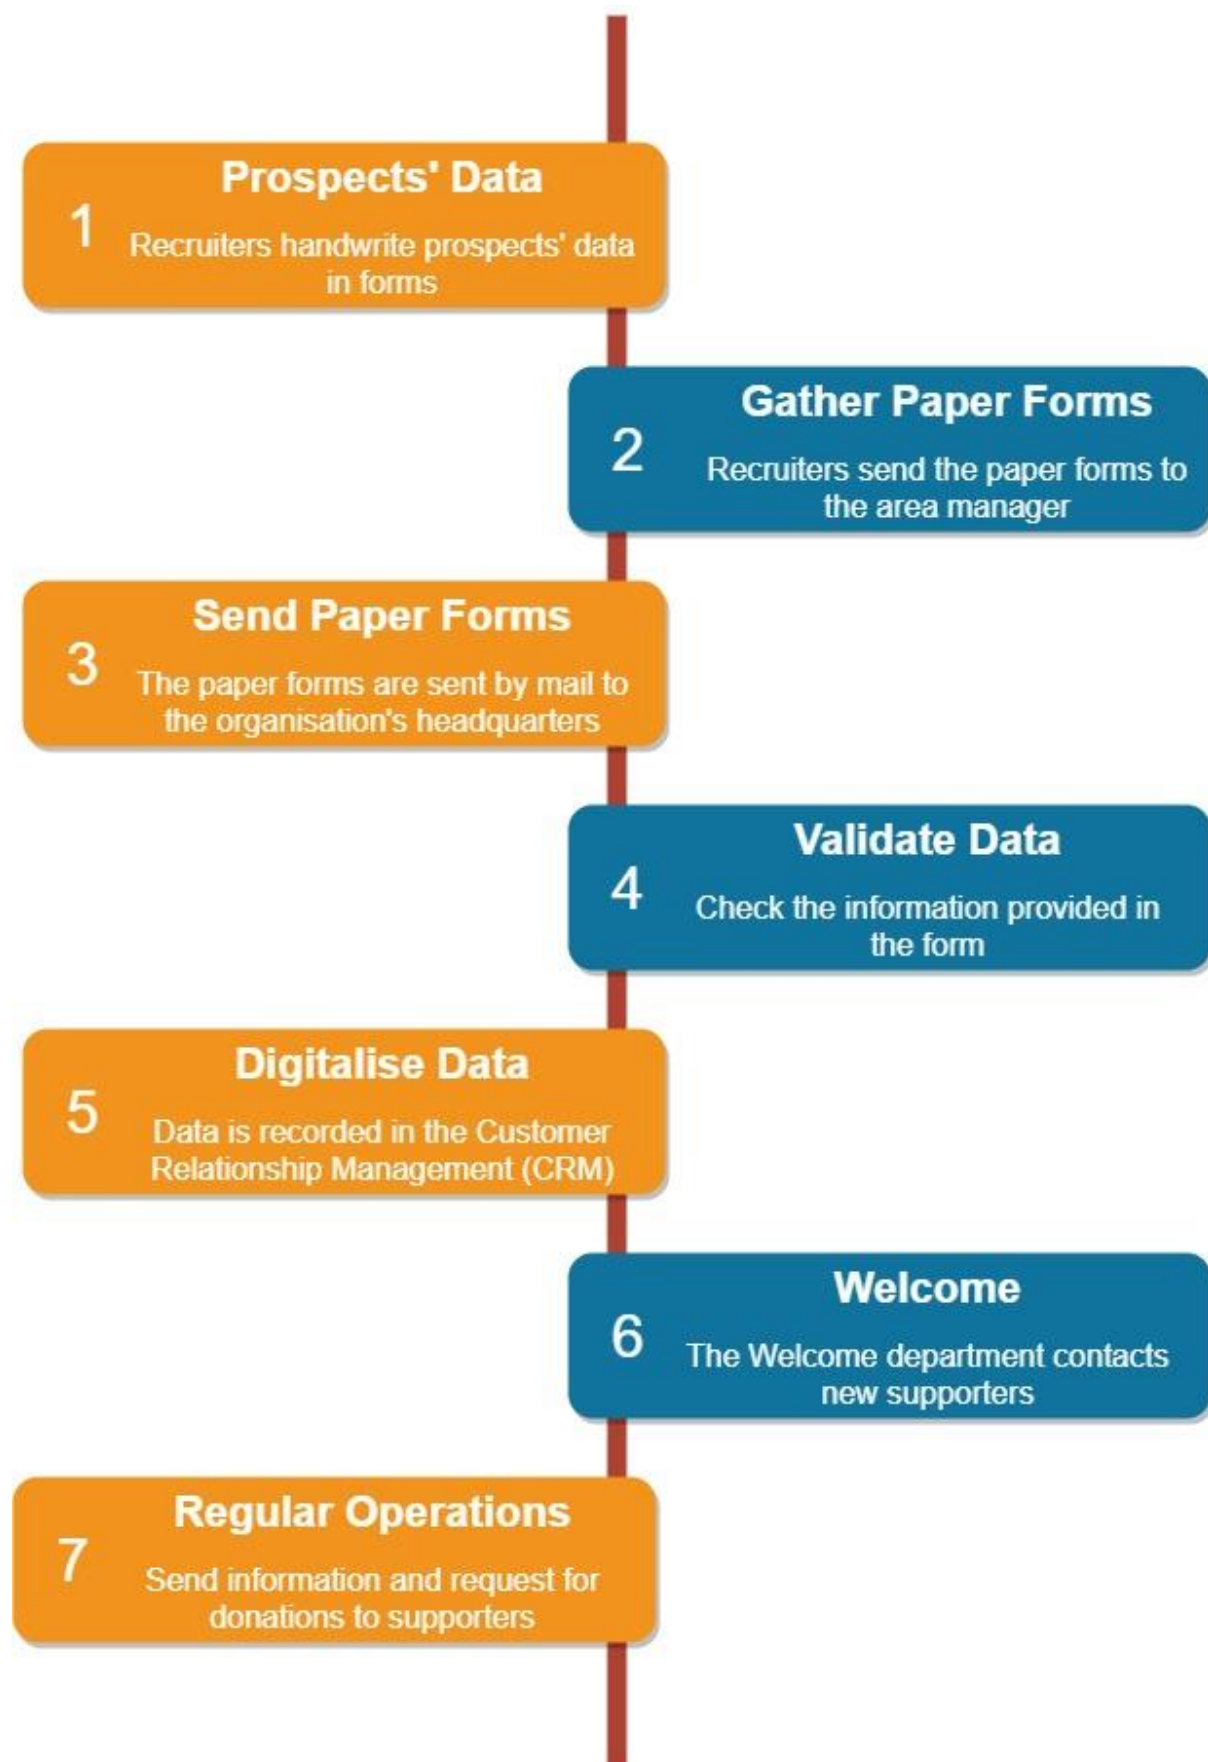 Prospects' Data
1
Recruiters handwrite prospects' data
in forms
Gather Paper Forms
2
Recruiters send the paper forms to
the area manager
Send Paper Forms
3
The paper forms are sent by mail to
the organisation's headquarters
Validate Data
4
Check the information provided in
the form
Digitalise Data
5
Data is recorded in the Customer
Relationship Management (CRM)
Welcome
6
The Welcome department contacts
new supporters
Regular Operations
7
Send information and request for
donations to supporters